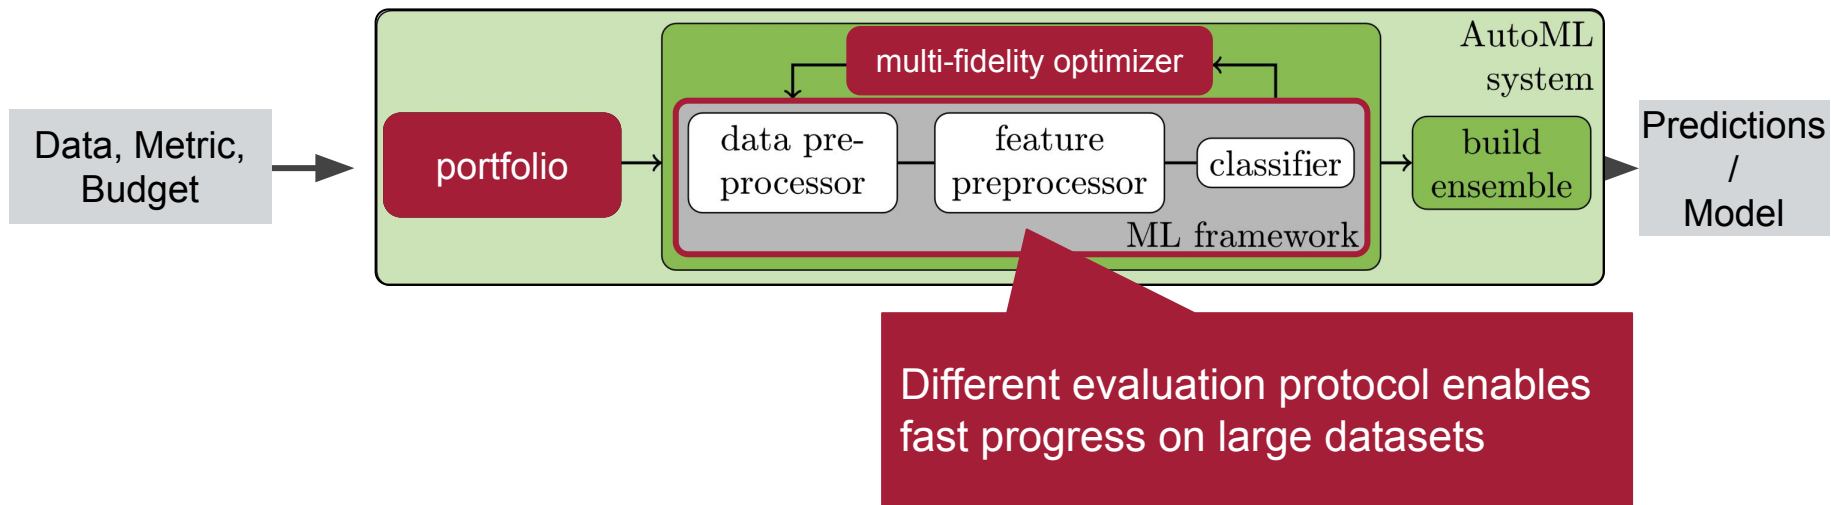 Data, Metric,
Budget
portfolio
multi-fidelity optimizer
data pre-
processor
feature
preprocessor
classifier
ML framework
AutoML
system
build
ensemble
Predictions
/
Model
Different evaluation protocol enables
fast progress on large datasets